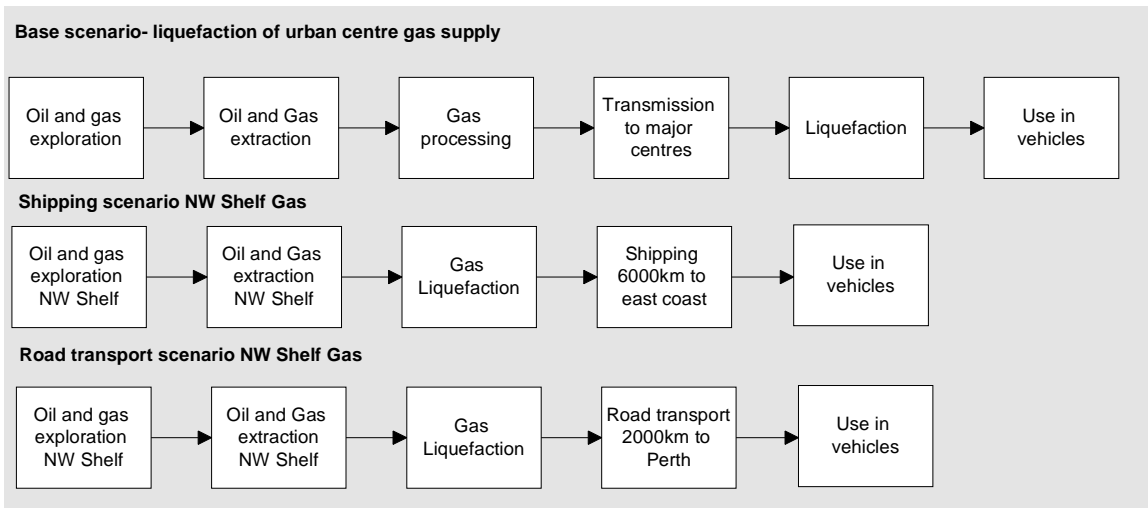 Base scenario- liquefaction of urban centre gas supply
Oil and gas
exploration
Oil and Gas
extraction
Gas
processing
Transmission
to major
centres
Liquefaction
Use in
vehicles
Shipping scenario NW Shelf Gas
Oil and gas
exploration
NW Shelf
Oil and Gas
extraction
NW Shelf
Gas
Liquefaction
Shipping
6000km to
east coast
Use in
vehicles
Road transport scenario NW Shelf Gas
Oil and gas
exploration
NW Shelf
Oil and Gas
extraction
NW Shelf
Gas
Liquefaction
Road transport
2000km to
Perth
Use in
vehicles